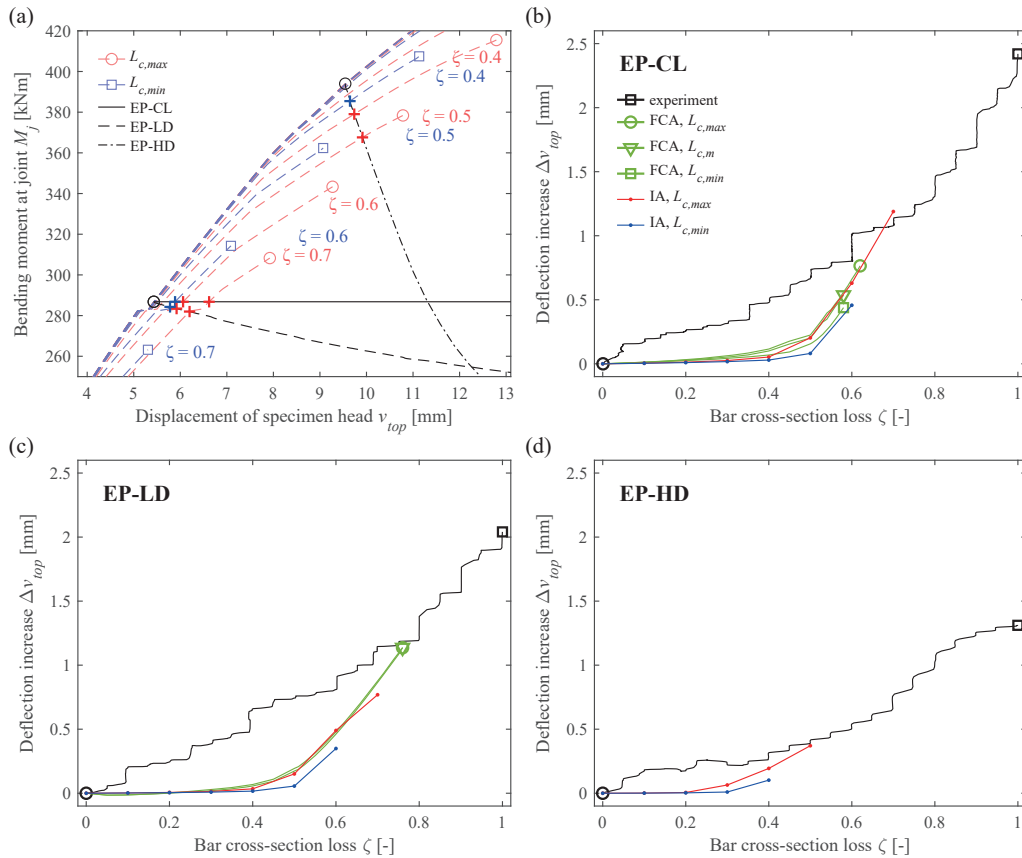 (a)
420
400
380
360
340
320
300
280
260
4 5 6 7 8 9 10 11 12 13
Bending moment at joint M_j [kNm]
Displacement of specimen head v_top [mm]
L_c,max
L_c,min
EP-CL
EP-LD
EP-HD
ζ = 0.4
ζ = 0.4
ζ = 0.5
ζ = 0.5
ζ = 0.6
ζ = 0.6
ζ = 0.7
ζ = 0.7
(b)
EP-CL
2.5
2
1.5
1
0.5
0
0 0.2 0.4 0.6 0.8 1
Deflection increase Δv_top [mm]
Bar cross-section loss ζ [-]
experiment
FCA, L_c,max
FCA, L_c,m
FCA, L_c,min
IA, L_c,max
IA, L_c,min
(c)
EP-LD
2.5
2
1.5
1
0.5
0
0 0.2 0.4 0.6 0.8 1
Deflection increase Δv_top [mm]
Bar cross-section loss ζ [-]
(d)
EP-HD
2.5
2
1.5
1
0.5
0
0 0.2 0.4 0.6 0.8 1
Deflection increase Δv_top [mm]
Bar cross-section loss ζ [-]